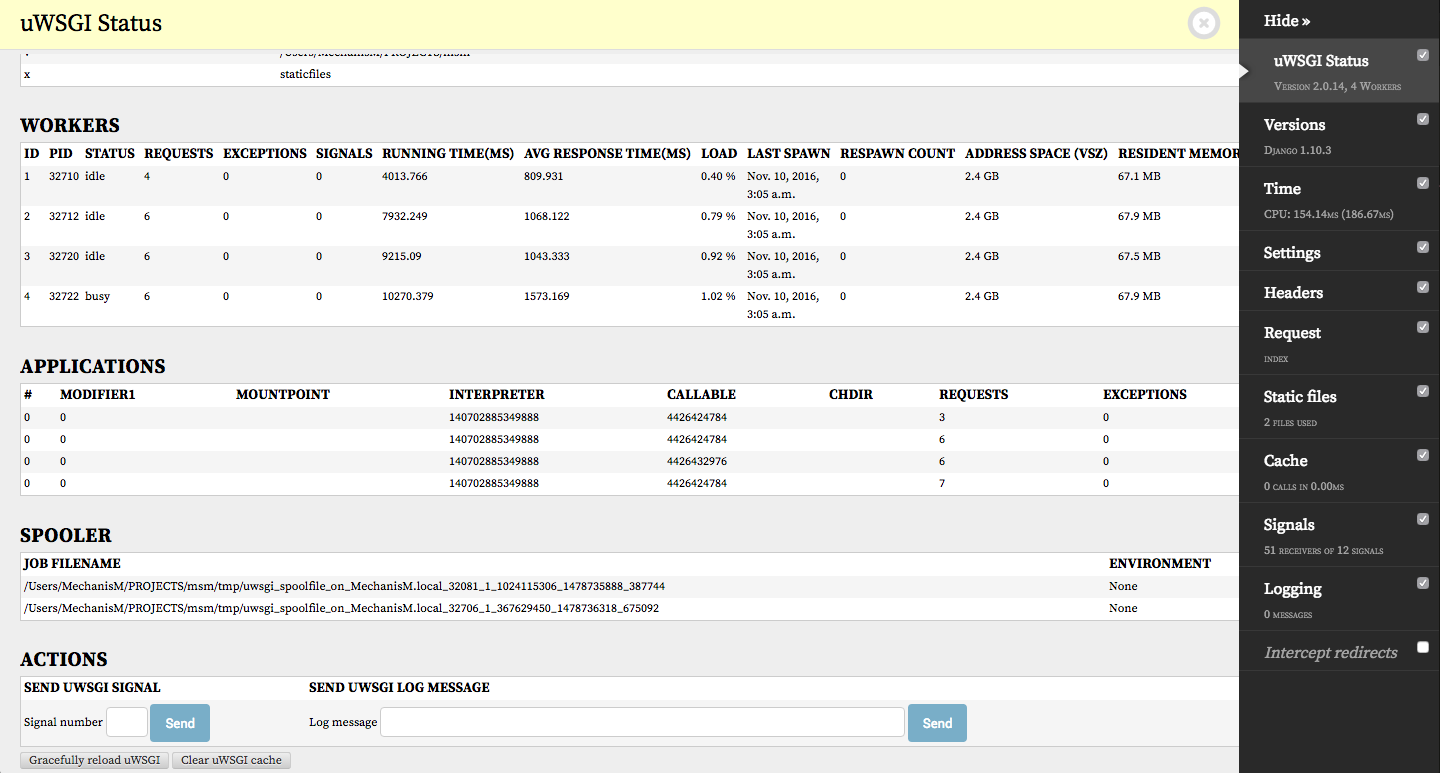 uWSGI Status
x staticfiles
WORKERS
ID PID STATUS REQUESTS EXCEPTIONS SIGNALS RUNNING TIME(MS) AVG RESPONSE TIME(MS) LOAD LAST SPAWN RESPAWN COUNT ADDRESS SPACE (VSZ) RESIDENT MEMOR
1 32710 idle 4 0 0 4013.766 809.931 0.40 % Nov. 10, 2016, 0 2.4 GB 67.1 MB
3:05 a.m.
2 32712 idle 6 0 0 7932.249 1068.122 0.79 % Nov. 10, 2016, 0 2.4 GB 67.9 MB
3:05 a.m.
3 32720 idle 6 0 0 9215.09 1043.333 0.92 % Nov. 10, 2016, 0 2.4 GB 67.5 MB
3:05 a.m.
4 32722 busy 6 0 0 10270.379 1573.169 1.02 % Nov. 10, 2016, 0 2.4 GB 67.9 MB
3:05 a.m.
APPLICATIONS
# MODIFIER1 MOUNTPOINT INTERPRETER CALLABLE CHDIR REQUESTS EXCEPTIONS
0 0 140702885349888 4426424784 3 0
0 0 140702885349888 4426424784 6 0
0 0 140702885349888 4426432976 6 0
0 0 140702885349888 4426424784 7 0
SPOOLER
JOB FILENAME ENVIRONMENT
/Users/MechanisM/PROJECTS/msm/tmp/uwsgi_spoolfile_on_MechanisM.local_32081_1_1024115306_1478735888_387744 None
/Users/MechanisM/PROJECTS/msm/tmp/uwsgi_spoolfile_on_MechanisM.local_32706_1_367629450_1478736318_675092 None
ACTIONS
SEND UWSGI SIGNAL SEND UWSGI LOG MESSAGE
Signal number Send Log message Send
Gracefully reload uWSGI Clear uWSGI cache
Hide »
uWSGI Status
Version 2.0.14, 4 Workers
Versions
Django 1.10.3
Time
CPU: 154.14ms (186.67ms)
Settings
Headers
Request
index
Static files
2 files used
Cache
0 calls in 0.00ms
Signals
51 receivers of 12 signals
Logging
0 messages
Intercept redirects